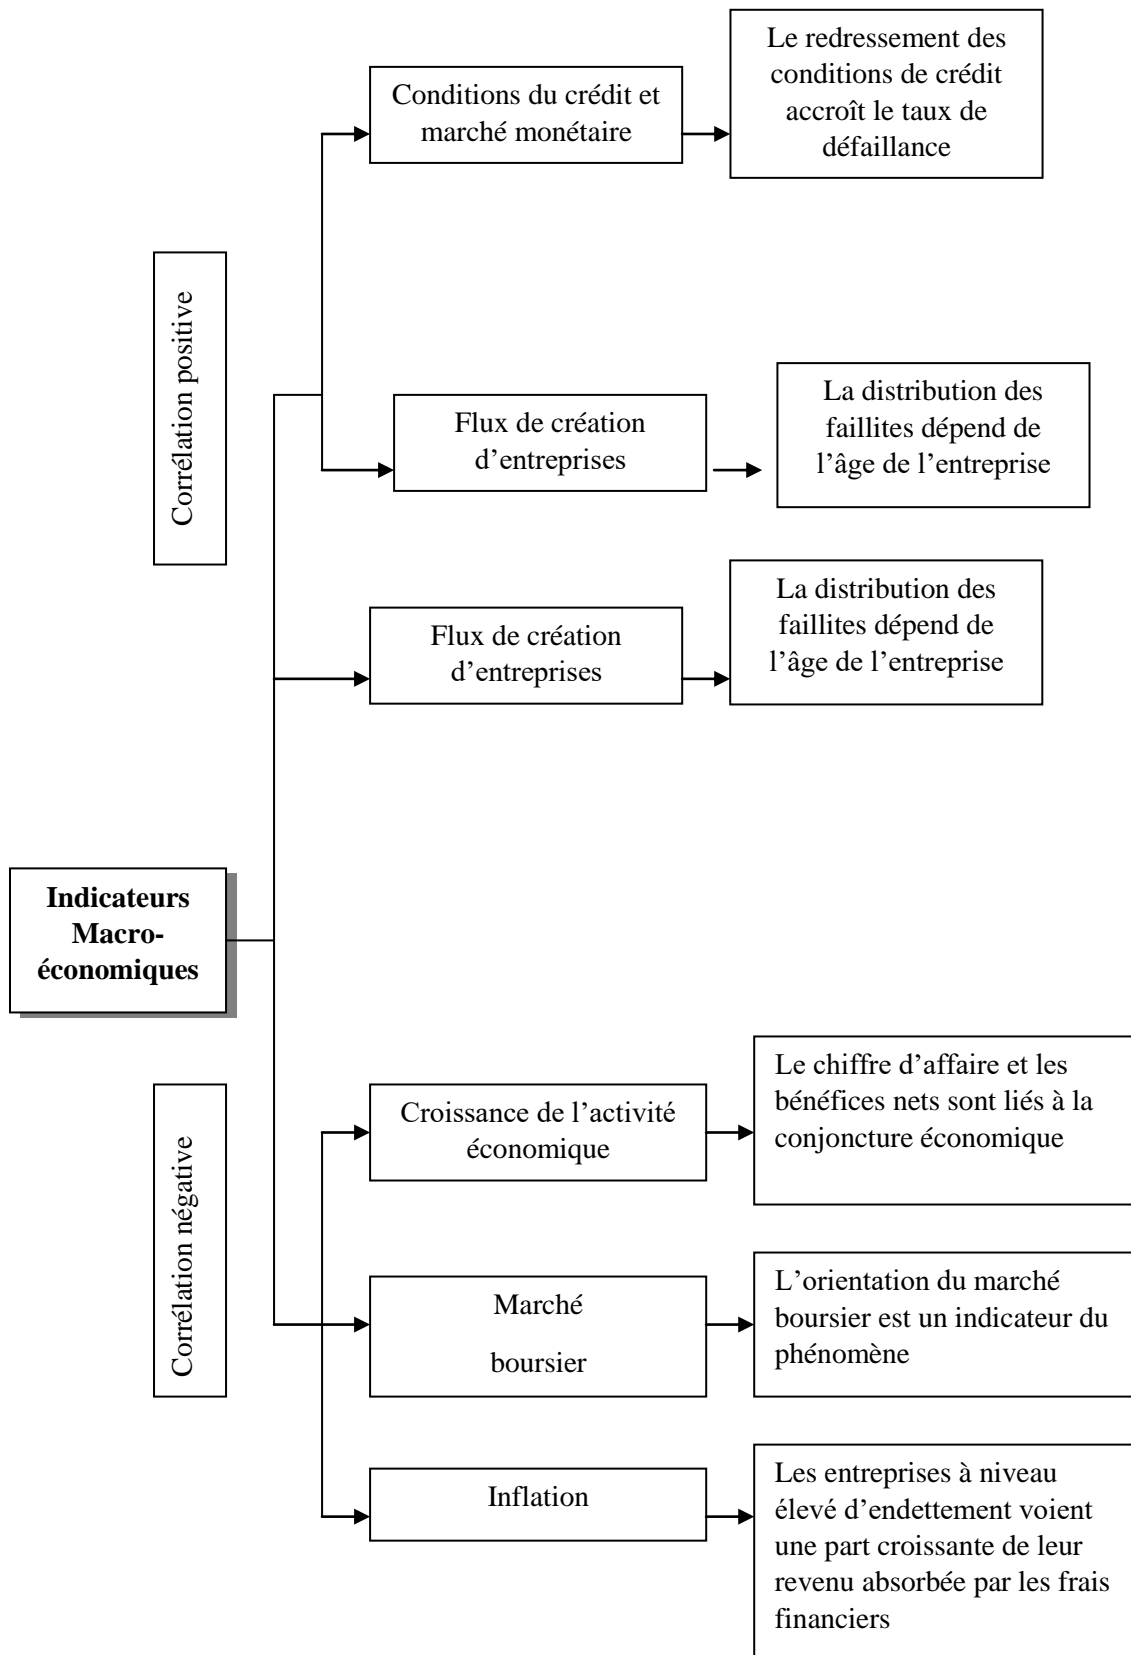 Le redressement des
conditions de crédit
accroît le taux de
défaillance
Conditions du crédit et
marché monétaire
Corrélation positive
La distribution des
faillites dépend de
l’âge de l’entreprise
Flux de création
d’entreprises
La distribution des
faillites dépend de
l’âge de l’entreprise
Flux de création
d’entreprises
Indicateurs
Macro-
économiques
Corrélation négative
Croissance de l’activité
économique
Le chiffre d’affaire et les
bénéfices nets sont liés à la
conjoncture économique
Marché
boursier
L’orientation du marché
boursier est un indicateur du
phénomène
Inflation
Les entreprises à niveau
élevé d’endettement voient
une part croissante de leur
revenu absorbée par les frais
financiers